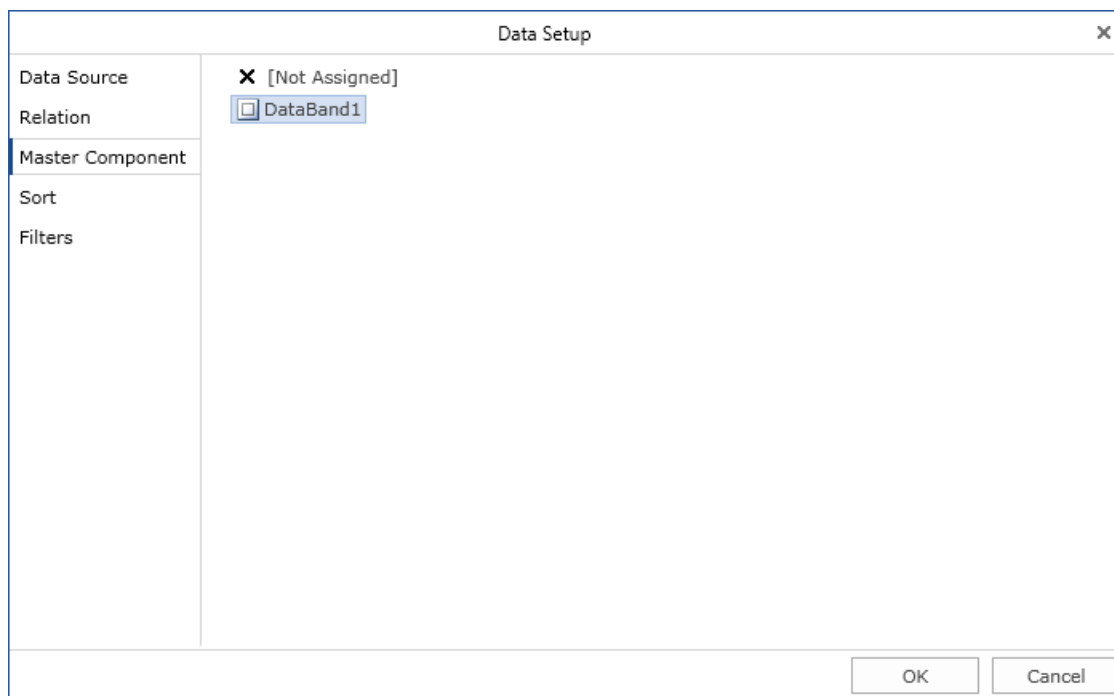 Data Setup
Data Source
Relation
Master Component
Sort
Filters
[Not Assigned]
DataBand1
OK
Cancel